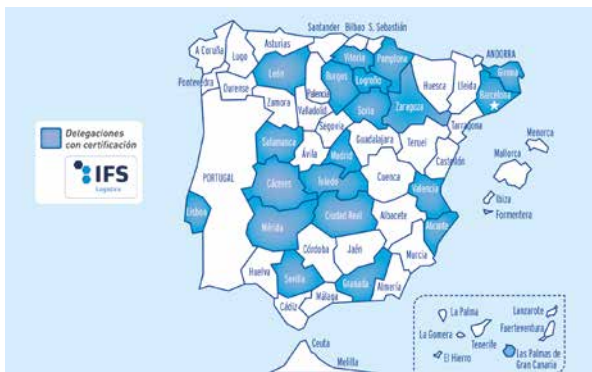 Santander Bilbao S. Sebastián
A Coruña
Lugo
Asturias
Vitoria
Pamplona
ANDORRA
Pontevedra
Ourense
León
Palencia
Burgos
Logroño
Huesca
Lleida
Girona
Barcelona
Zamora
Valladolid
Soria
Zaragoza
Tarragona
Delegaciones
con certificación
IFS
Logistics
Segovia
Salamanca
Ávila
Madrid
Guadalajara
Teruel
Castellón
Menorca
Mallorca
PORTUGAL
Cáceres
Toledo
Cuenca
Valencia
Ibiza
Formentera
Lisboa
Mérida
Ciudad Real
Albacete
Alicante
Córdoba
Jaén
Murcia
Huelva
Sevilla
Granada
Almería
Cádiz
Málaga
La Palma
Lanzarote
La Gomera
Tenerife
Fuerteventura
El Hierro
Las Palmas de
Gran Canaria
Ceuta
Melilla